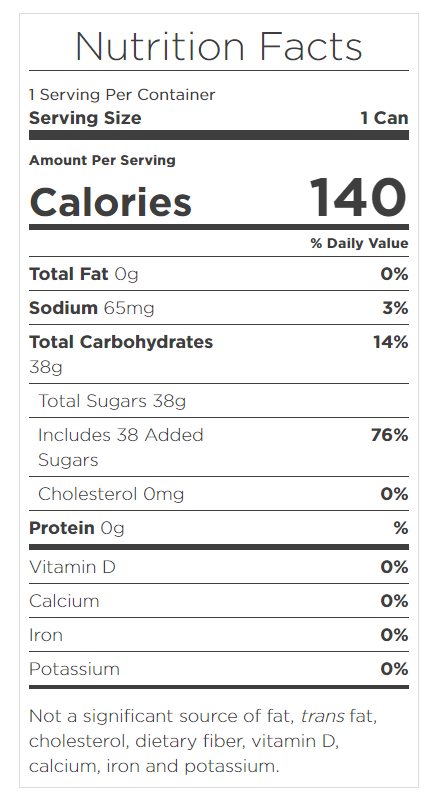 Nutrition Facts
1 Serving Per Container
Serving Size 1 Can
Amount Per Serving
Calories 140
% Daily Value
Total Fat 0g 0%
Sodium 65mg 3%
Total Carbohydrates 14%
38g
Total Sugars 38g
Includes 38 Added 76%
Sugars
Cholesterol 0mg 0%
Protein 0g %
Vitamin D 0%
Calcium 0%
Iron 0%
Potassium 0%
Not a significant source of fat, trans fat,
cholesterol, dietary fiber, vitamin D,
calcium, iron and potassium.